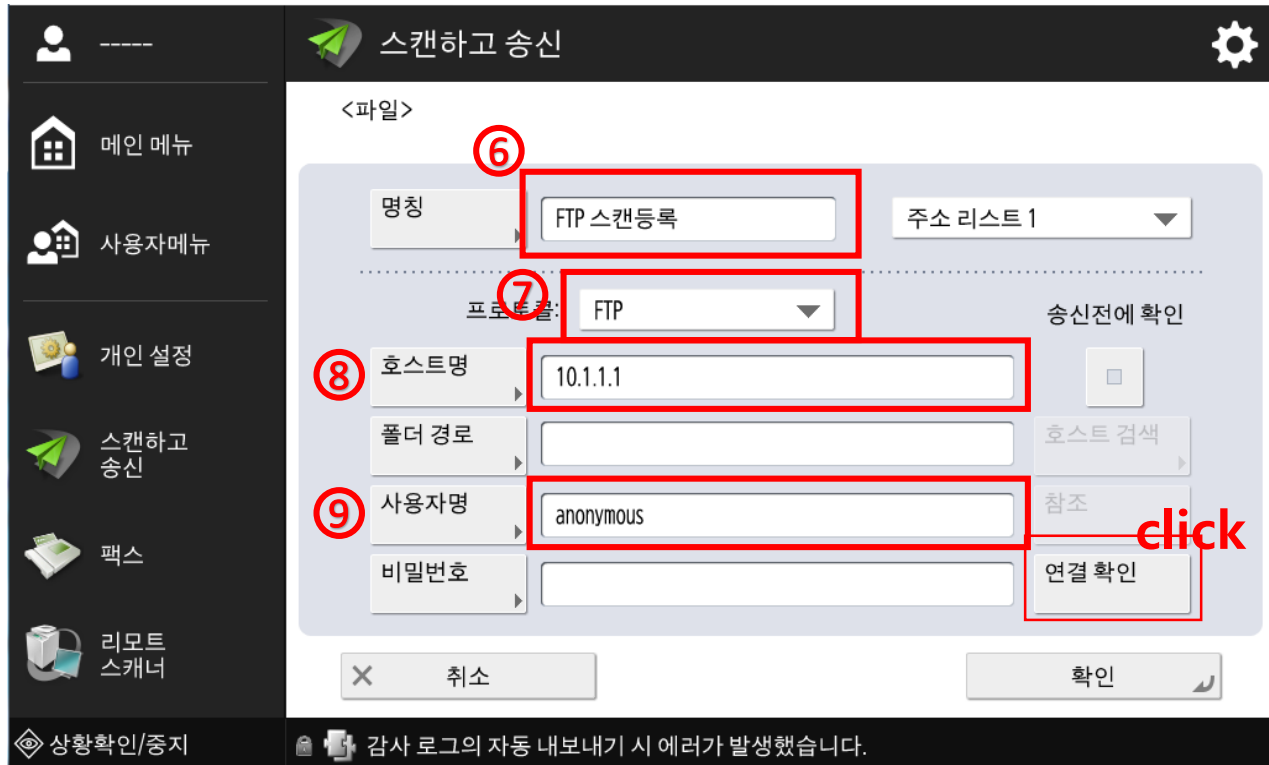 -----
스캔하고 송신
<파일>
메인 메뉴
⑥
명칭
FTP 스캔등록
주소 리스트 1
사용자메뉴
⑦
프로토콜:
FTP
송신전에 확인
개인 설정
⑧
호스트명
10.1.1.1
폴더 경로
호스트 검색
스캔하고
송신
⑨
사용자명
anonymous
참조
click
팩스
비밀번호
연결 확인
리모트
스캐너
취소
확인
상황확인/중지
감사 로그의 자동 내보내기 시 에러가 발생했습니다.